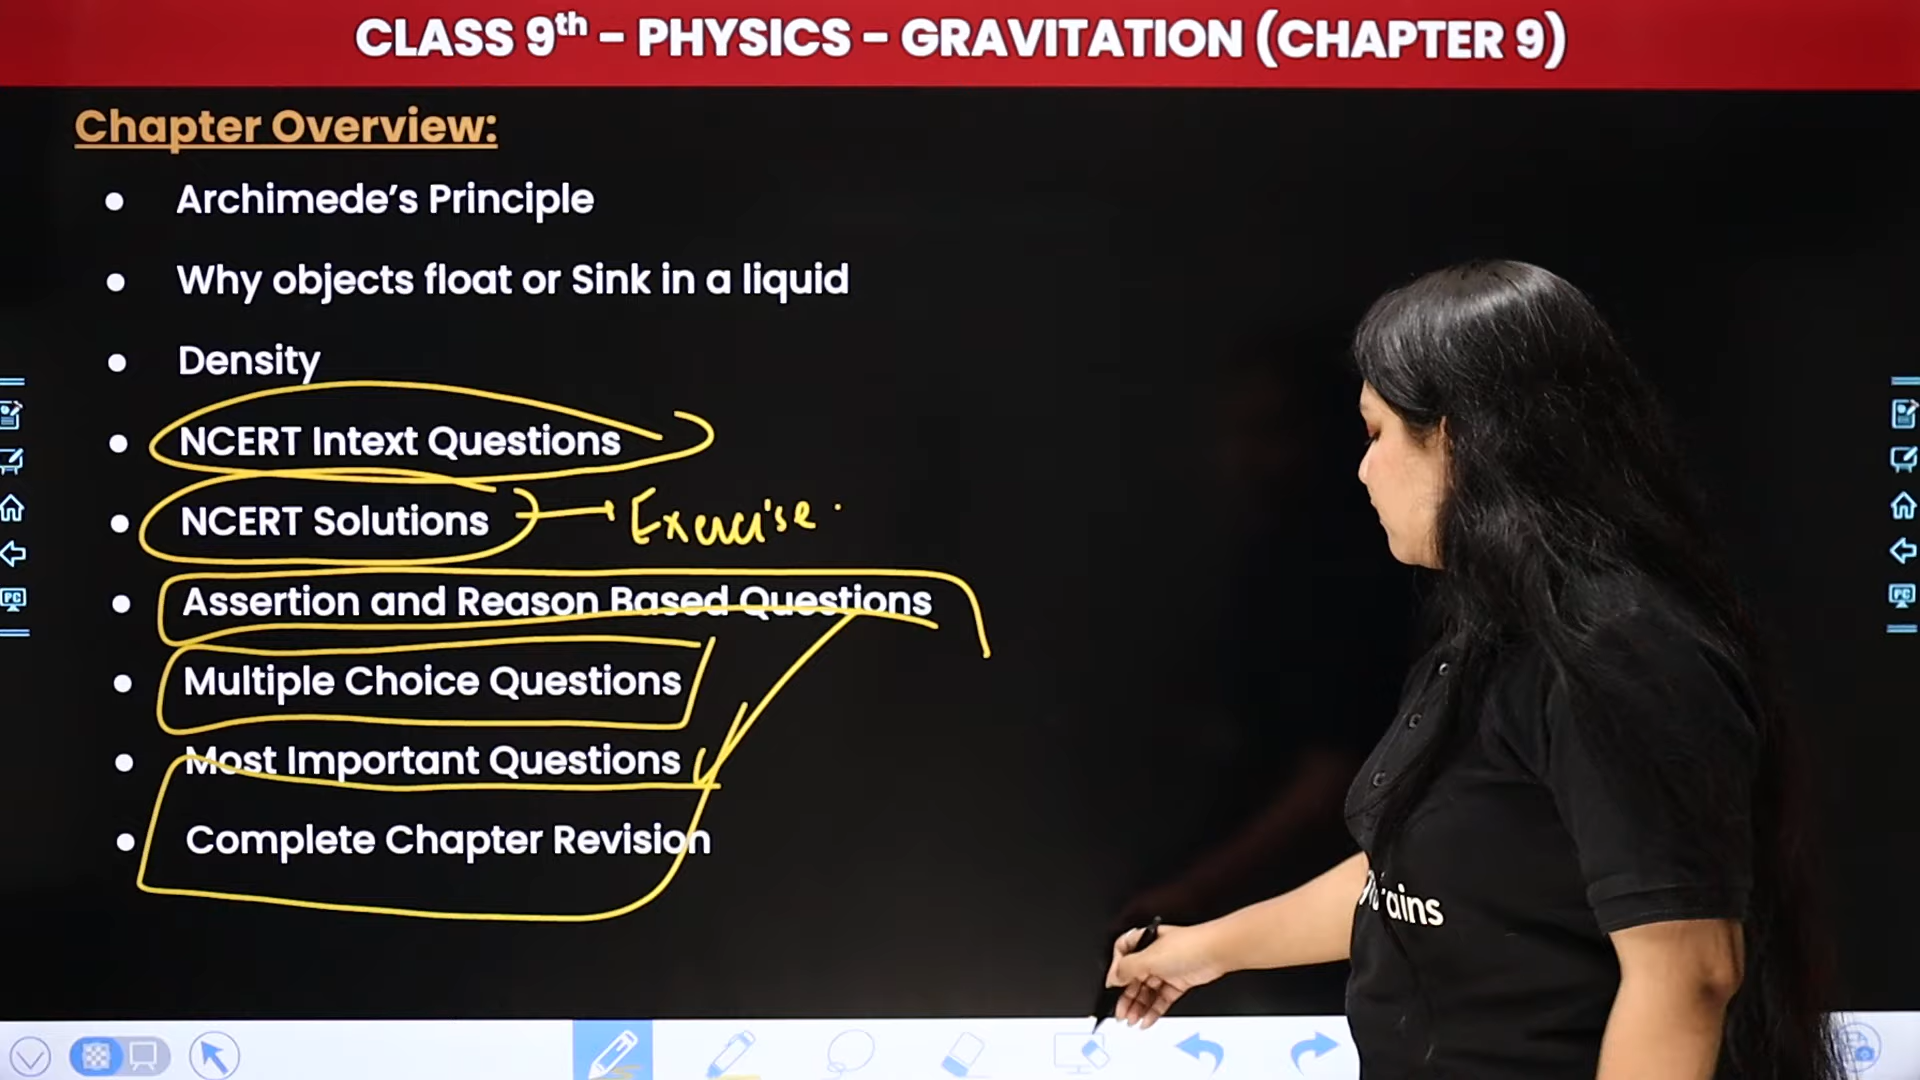 CLASS 9th - PHYSICS - GRAVITATION (CHAPTER 9)
Chapter Overview:
● Archimede's Principle
● Why objects float or Sink in a liquid
● Density
● NCERT Intext Questions
● NCERT Solutions → Exercise.
● Assertion and Reason Based Questions
● Multiple Choice Questions
● Most Important Questions
● Complete Chapter Revision
PC
PC